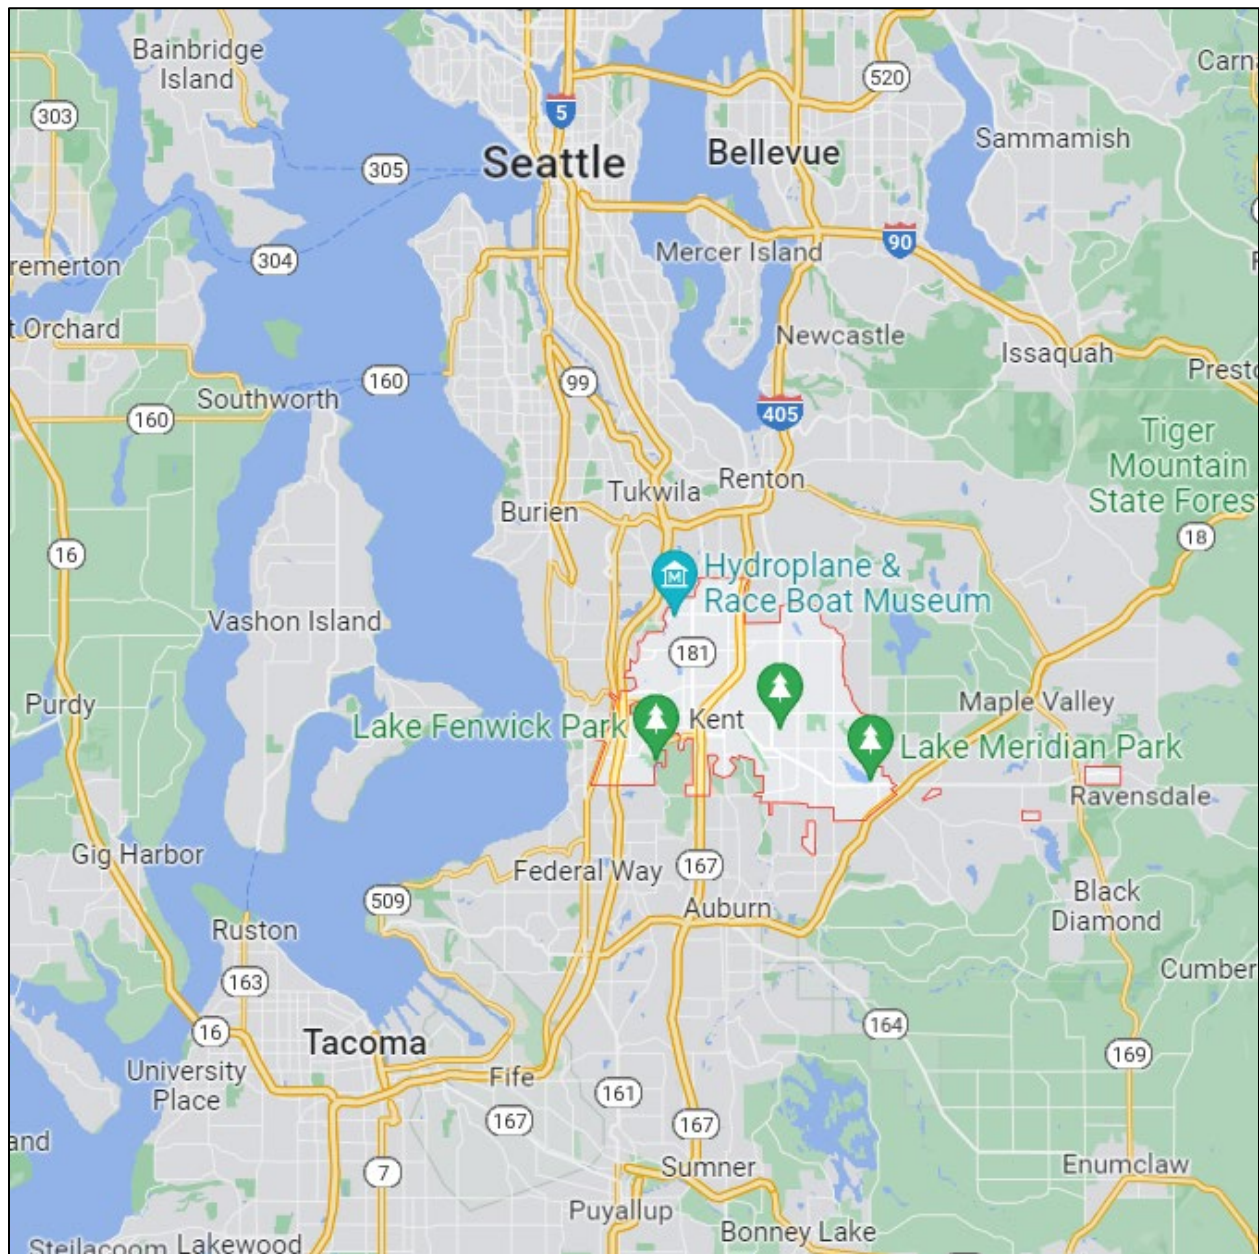 Bainbridge
Island
Carna
303
520
5
Sammamish
Seattle
Bellevue
305
90
Mercer Island
304
remerton
t Orchard
Newcastle
Issaquah
Presto
160
99
Southworth
160
405
Tiger
Mountain
State Fores
Renton
Tukwila
Burien
18
16
Hydroplane &
Race Boat Museum
M
Vashon Island
181
Purdy
Maple Valley
Lake Fenwick Park
Kent
Lake Meridian Park
Ravensdale
Gig Harbor
Federal Way
167
509
Auburn
Black
Diamond
Ruston
Cumber
163
16
Tacoma
164
169
University
Place
Fife
161
167
167
and
7
Sumner
Enumclaw
Puyallup
Bonney Lake
Steilacoom
Lakewood